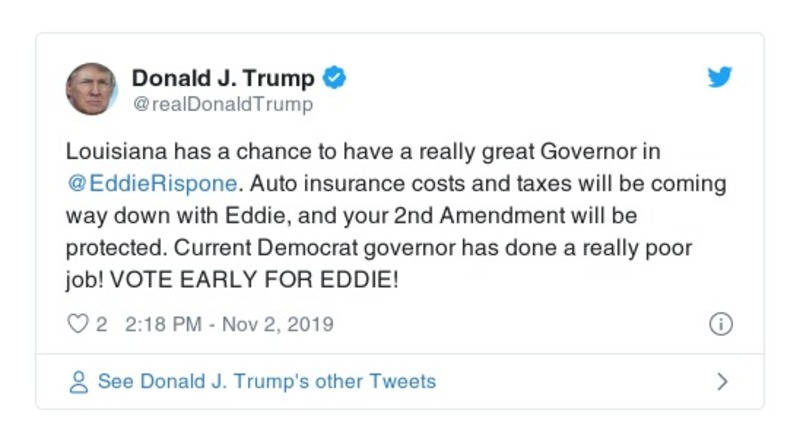 Donald J. Trump
@realDonaldTrump
Louisiana has a chance to have a really great Governor in
@EddieRispone. Auto insurance costs and taxes will be coming
way down with Eddie, and your 2nd Amendment will be
protected. Current Democrat governor has done a really poor
job! VOTE EARLY FOR EDDIE!
2 2:18 PM - Nov 2, 2019
See Donald J. Trump's other Tweets